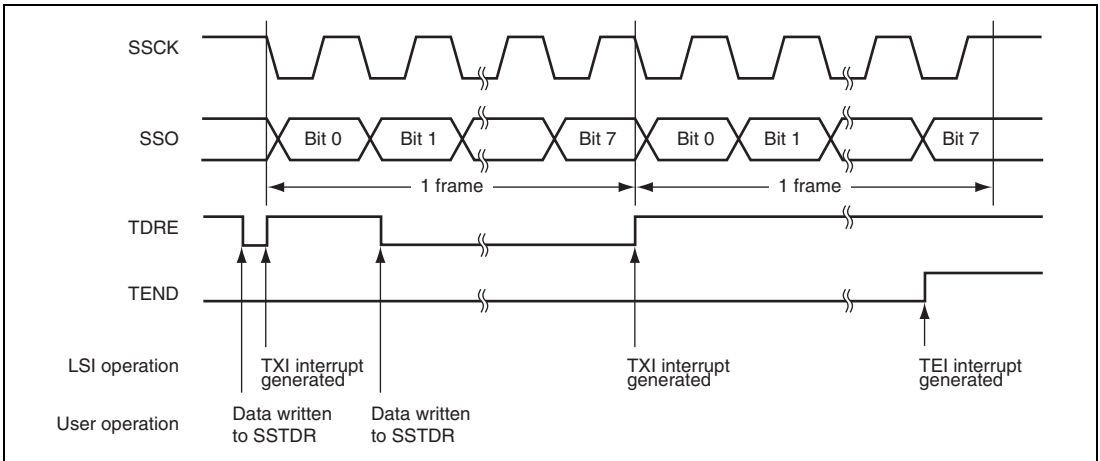 SSCK
SSO
Bit 0
Bit 1
Bit 7
Bit 0
Bit 1
Bit 7
1 frame
1 frame
TDRE
TEND
LSI operation
TXI interrupt
generated
TXI interrupt
generated
TEI interrupt
generated
User operation
Data written
to SSTDR
Data written
to SSTDR